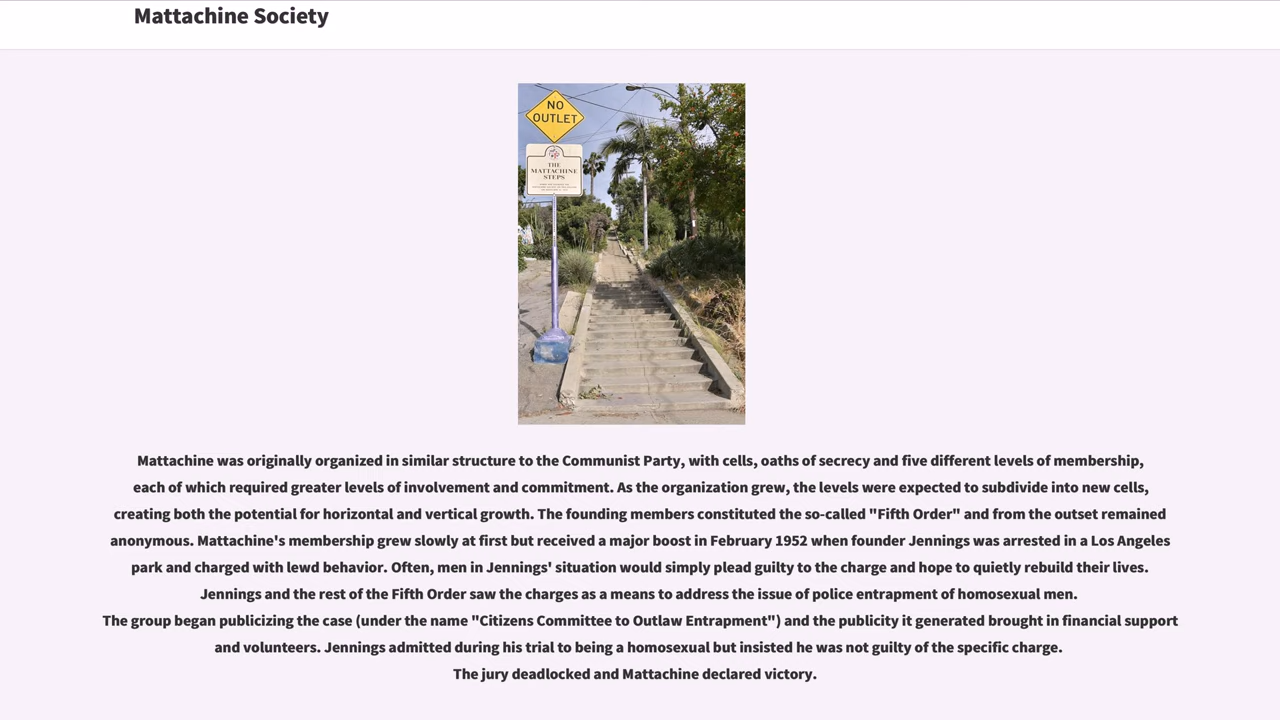 Mattachine Society
NO
OUTLET
THE
MATTACHINE
STEPS
Mattachine was originally organized in similar structure to the Communist Party, with cells, oaths of secrecy and five different levels of membership,
each of which required greater levels of involvement and commitment. As the organization grew, the levels were expected to subdivide into new cells,
creating both the potential for horizontal and vertical growth. The founding members constituted the so-called "Fifth Order" and from the outset remained
anonymous. Mattachine's membership grew slowly at first but received a major boost in February 1952 when founder Jennings was arrested in a Los Angeles
park and charged with lewd behavior. Often, men in Jennings' situation would simply plead guilty to the charge and hope to quietly rebuild their lives.
Jennings and the rest of the Fifth Order saw the charges as a means to address the issue of police entrapment of homosexual men.
The group began publicizing the case (under the name "Citizens Committee to Outlaw Entrapment") and the publicity it generated brought in financial support
and volunteers. Jennings admitted during his trial to being a homosexual but insisted he was not guilty of the specific charge.
The jury deadlocked and Mattachine declared victory.